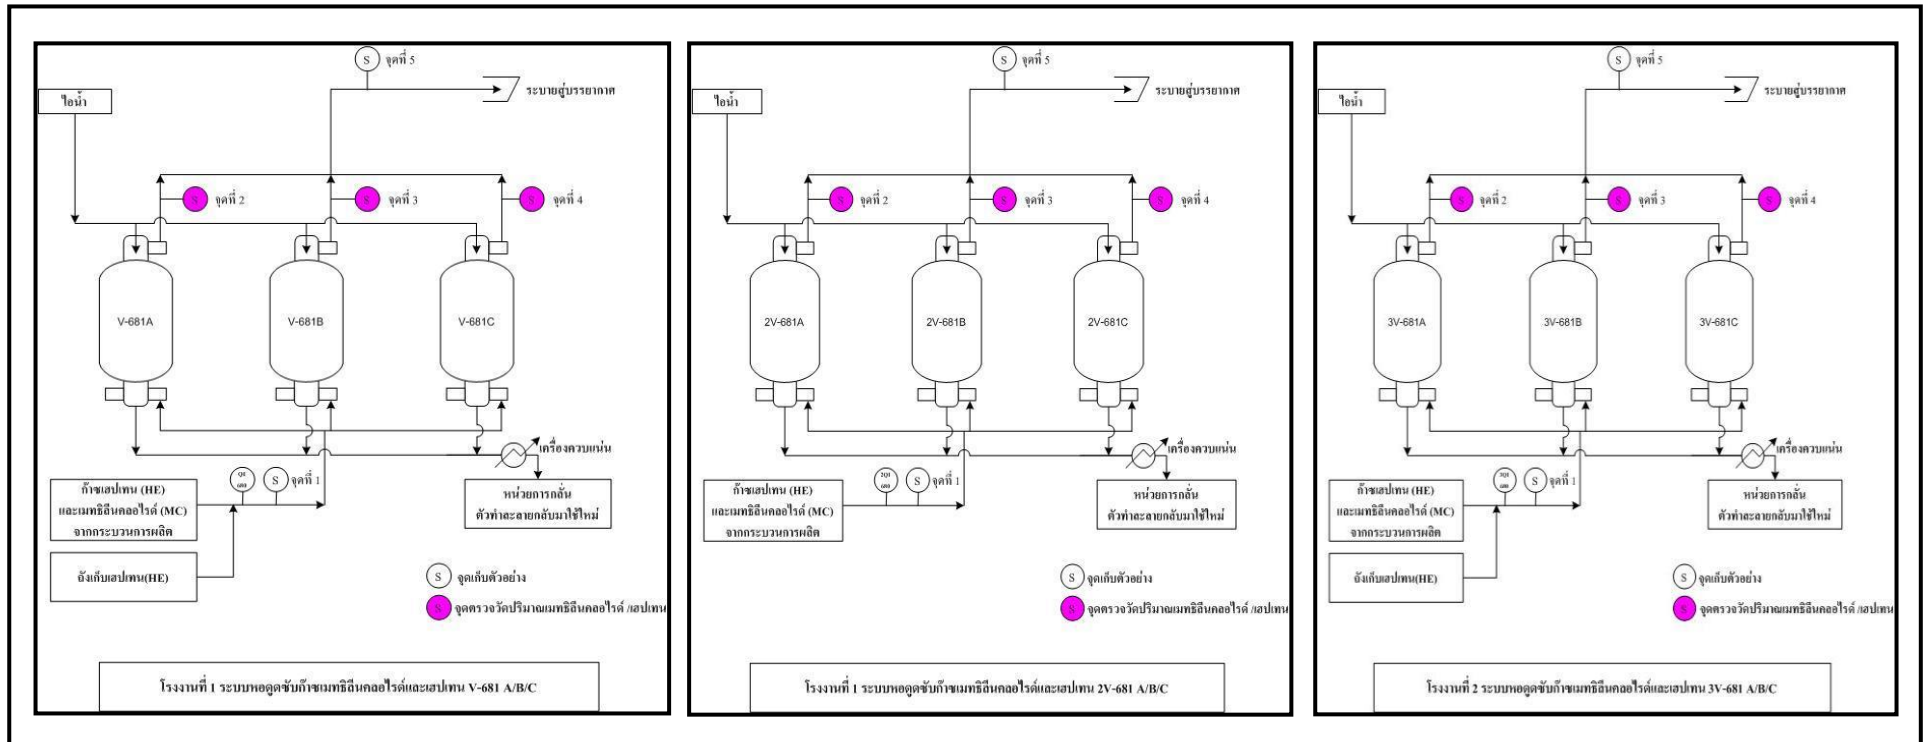 S จุดที่ 5
ไอน้ำ
ระบายสู่บรรยากาศ
S จุดที่ 2
S จุดที่ 3
S จุดที่ 4
V-681A
V-681B
V-681C
เครื่องควบแน่น
QI
680
S จุดที่ 1
ก๊าซเฮปเทน (HE)
และเมทธิลีนคลอไรด์ (MC)
จากกระบวนการผลิต
หน่วยการกลั่น
ตัวทำละลายกลับมาใช้ใหม่
ถังเก็บเฮปเทน(HE)
S จุดเก็บตัวอย่าง
S จุดตรวจวัดปริมาณเมทธิลีนคลอไรด์ /เฮปเทน
โรงงานที่ 1 ระบบหอดูดซับก๊าซเมทธิลีนคลอไรด์และเฮปเทน V-681 A/B/C
S จุดที่ 5
ไอน้ำ
ระบายสู่บรรยากาศ
S จุดที่ 2
S จุดที่ 3
S จุดที่ 4
2V-681A
2V-681B
2V-681C
เครื่องควบแน่น
2QI
680
S จุดที่ 1
ก๊าซเฮปเทน (HE)
และเมทธิลีนคลอไรด์ (MC)
จากกระบวนการผลิต
หน่วยการกลั่น
ตัวทำละลายกลับมาใช้ใหม่
S จุดเก็บตัวอย่าง
S จุดตรวจวัดปริมาณเมทธิลีนคลอไรด์ /เฮปเทน
โรงงานที่ 1 ระบบหอดูดซับก๊าซเมทธิลีนคลอไรด์และเฮปเทน 2V-681 A/B/C
S จุดที่ 5
ไอน้ำ
ระบายสู่บรรยากาศ
S จุดที่ 2
S จุดที่ 3
S จุดที่ 4
3V-681A
3V-681B
3V-681C
เครื่องควบแน่น
3QI
680
S จุดที่ 1
ก๊าซเฮปเทน (HE)
และเมทธิลีนคลอไรด์ (MC)
จากกระบวนการผลิต
หน่วยการกลั่น
ตัวทำละลายกลับมาใช้ใหม่
ถังเก็บเฮปเทน(HE)
S จุดเก็บตัวอย่าง
S จุดตรวจวัดปริมาณเมทธิลีนคลอไรด์ /เฮปเทน
โรงงานที่ 2 ระบบหอดูดซับก๊าซเมทธิลีนคลอไรด์และเฮปเทน 3V-681 A/B/C